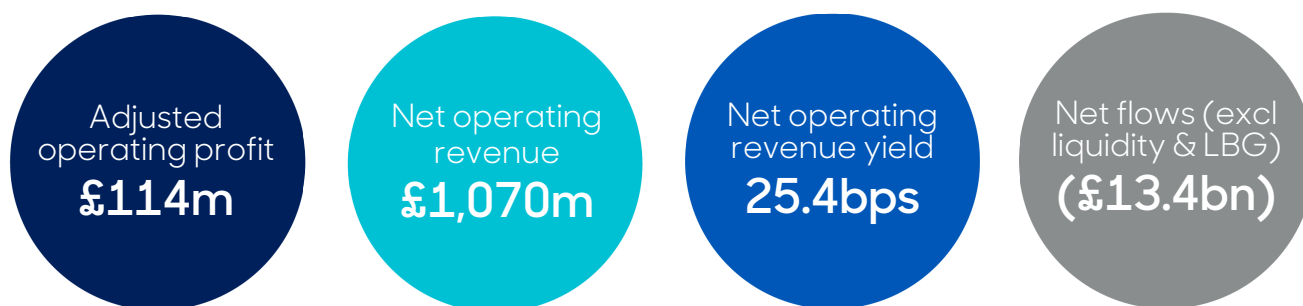 Adjusted
operating profit
£114m
Net operating
revenue
£1,070m
Net operating
revenue yield
25.4bps
Net flows (excl
liquidity & LBG)
(£13.4bn)